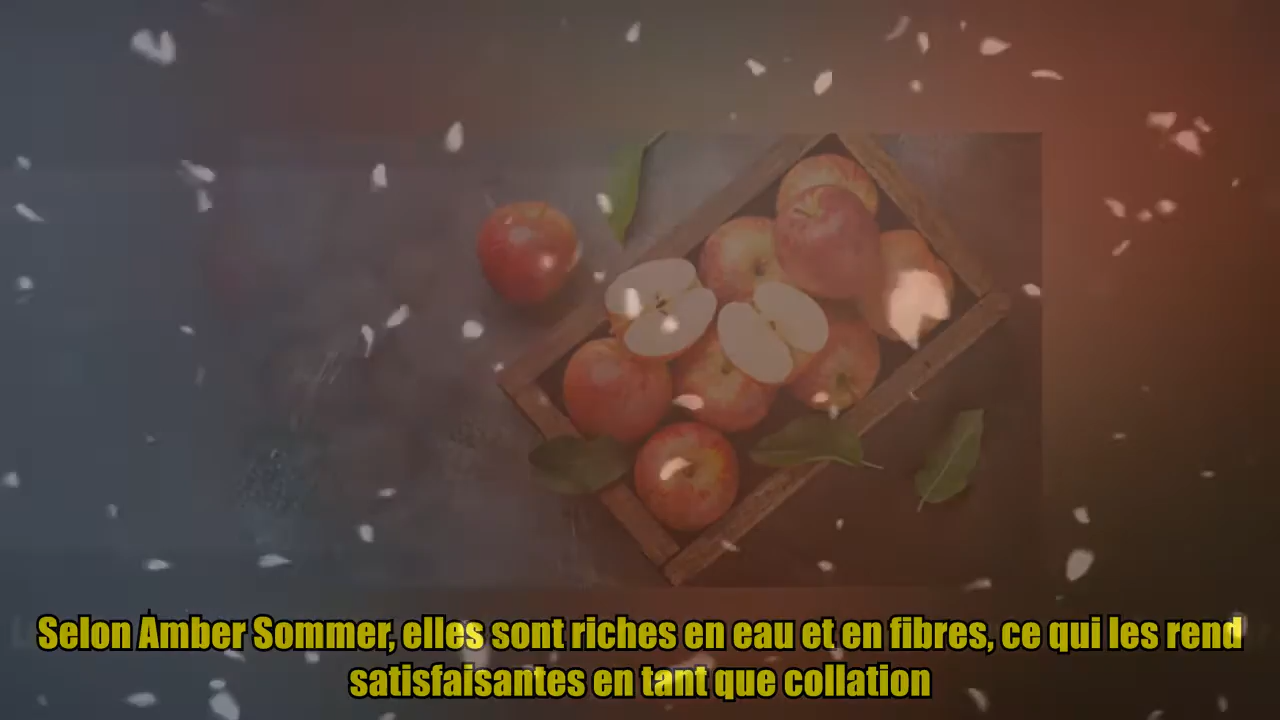 Selon Amber Sommer, elles sont riches en eau et en fibres, ce qui les rend
satisfaisantes en tant que collation